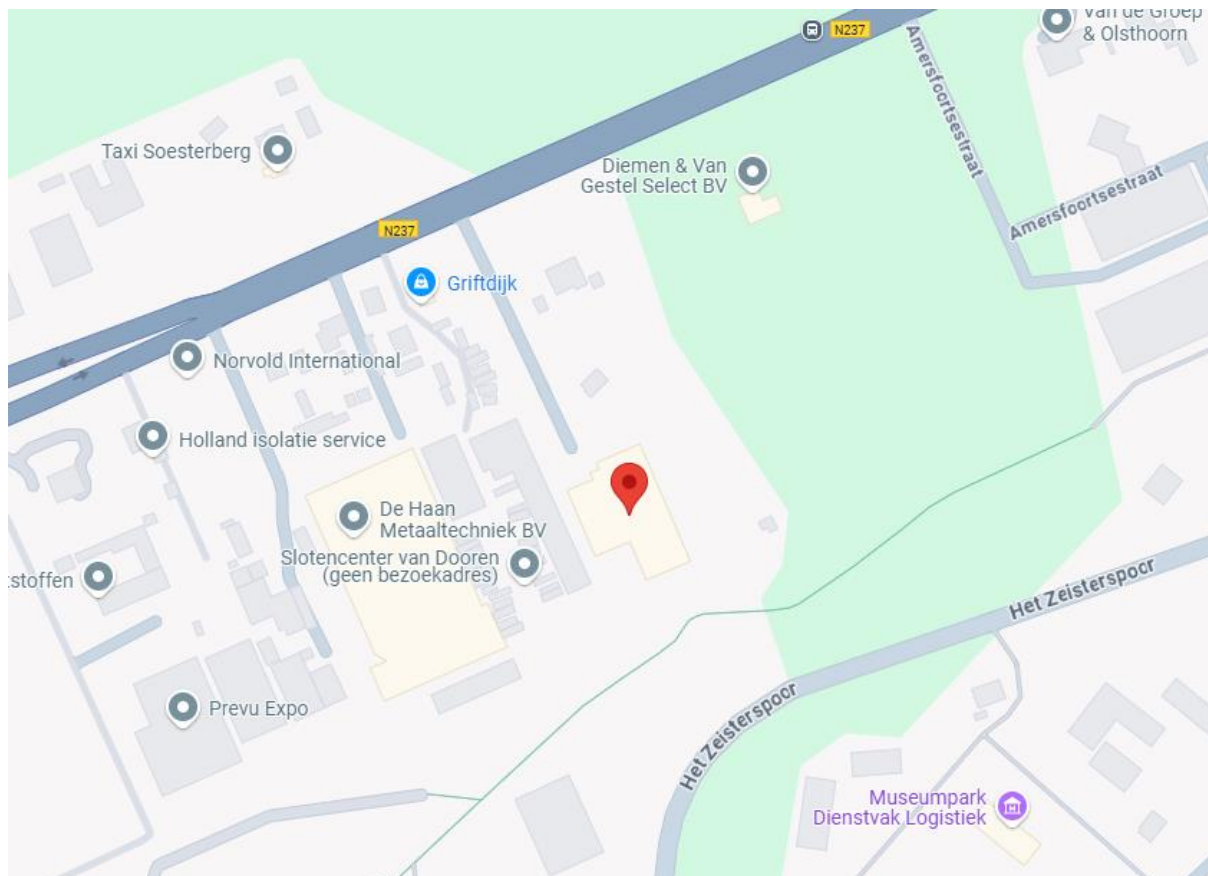 Van de Groep
& Olsthoorn
N237
Amersfoortsestraat
Taxi Soesterberg
Diemen & Van
Gestel Select BV
Amersfoortsestraat
N237
Griftdijk
Norvold International
Holland isolatie service
De Haan
Metaaltechniek BV
Slotencenter van Dooren
(geen bezoekadres)
tstoffen
Het Zeisterspoor
Het Zeisterspoor
Prevu Expo
Museumpark
Dienstvak Logistiek